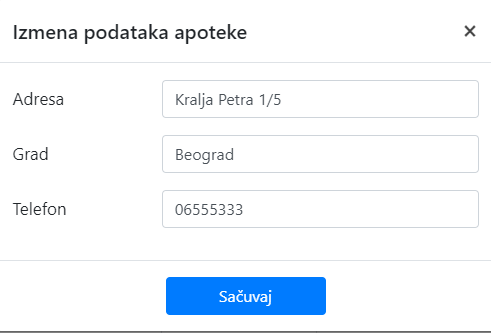 Izmena podataka apoteke ×
Adresa Kralja Petra 1/5
Grad Beograd
Telefon 06555333
Sačuvaj